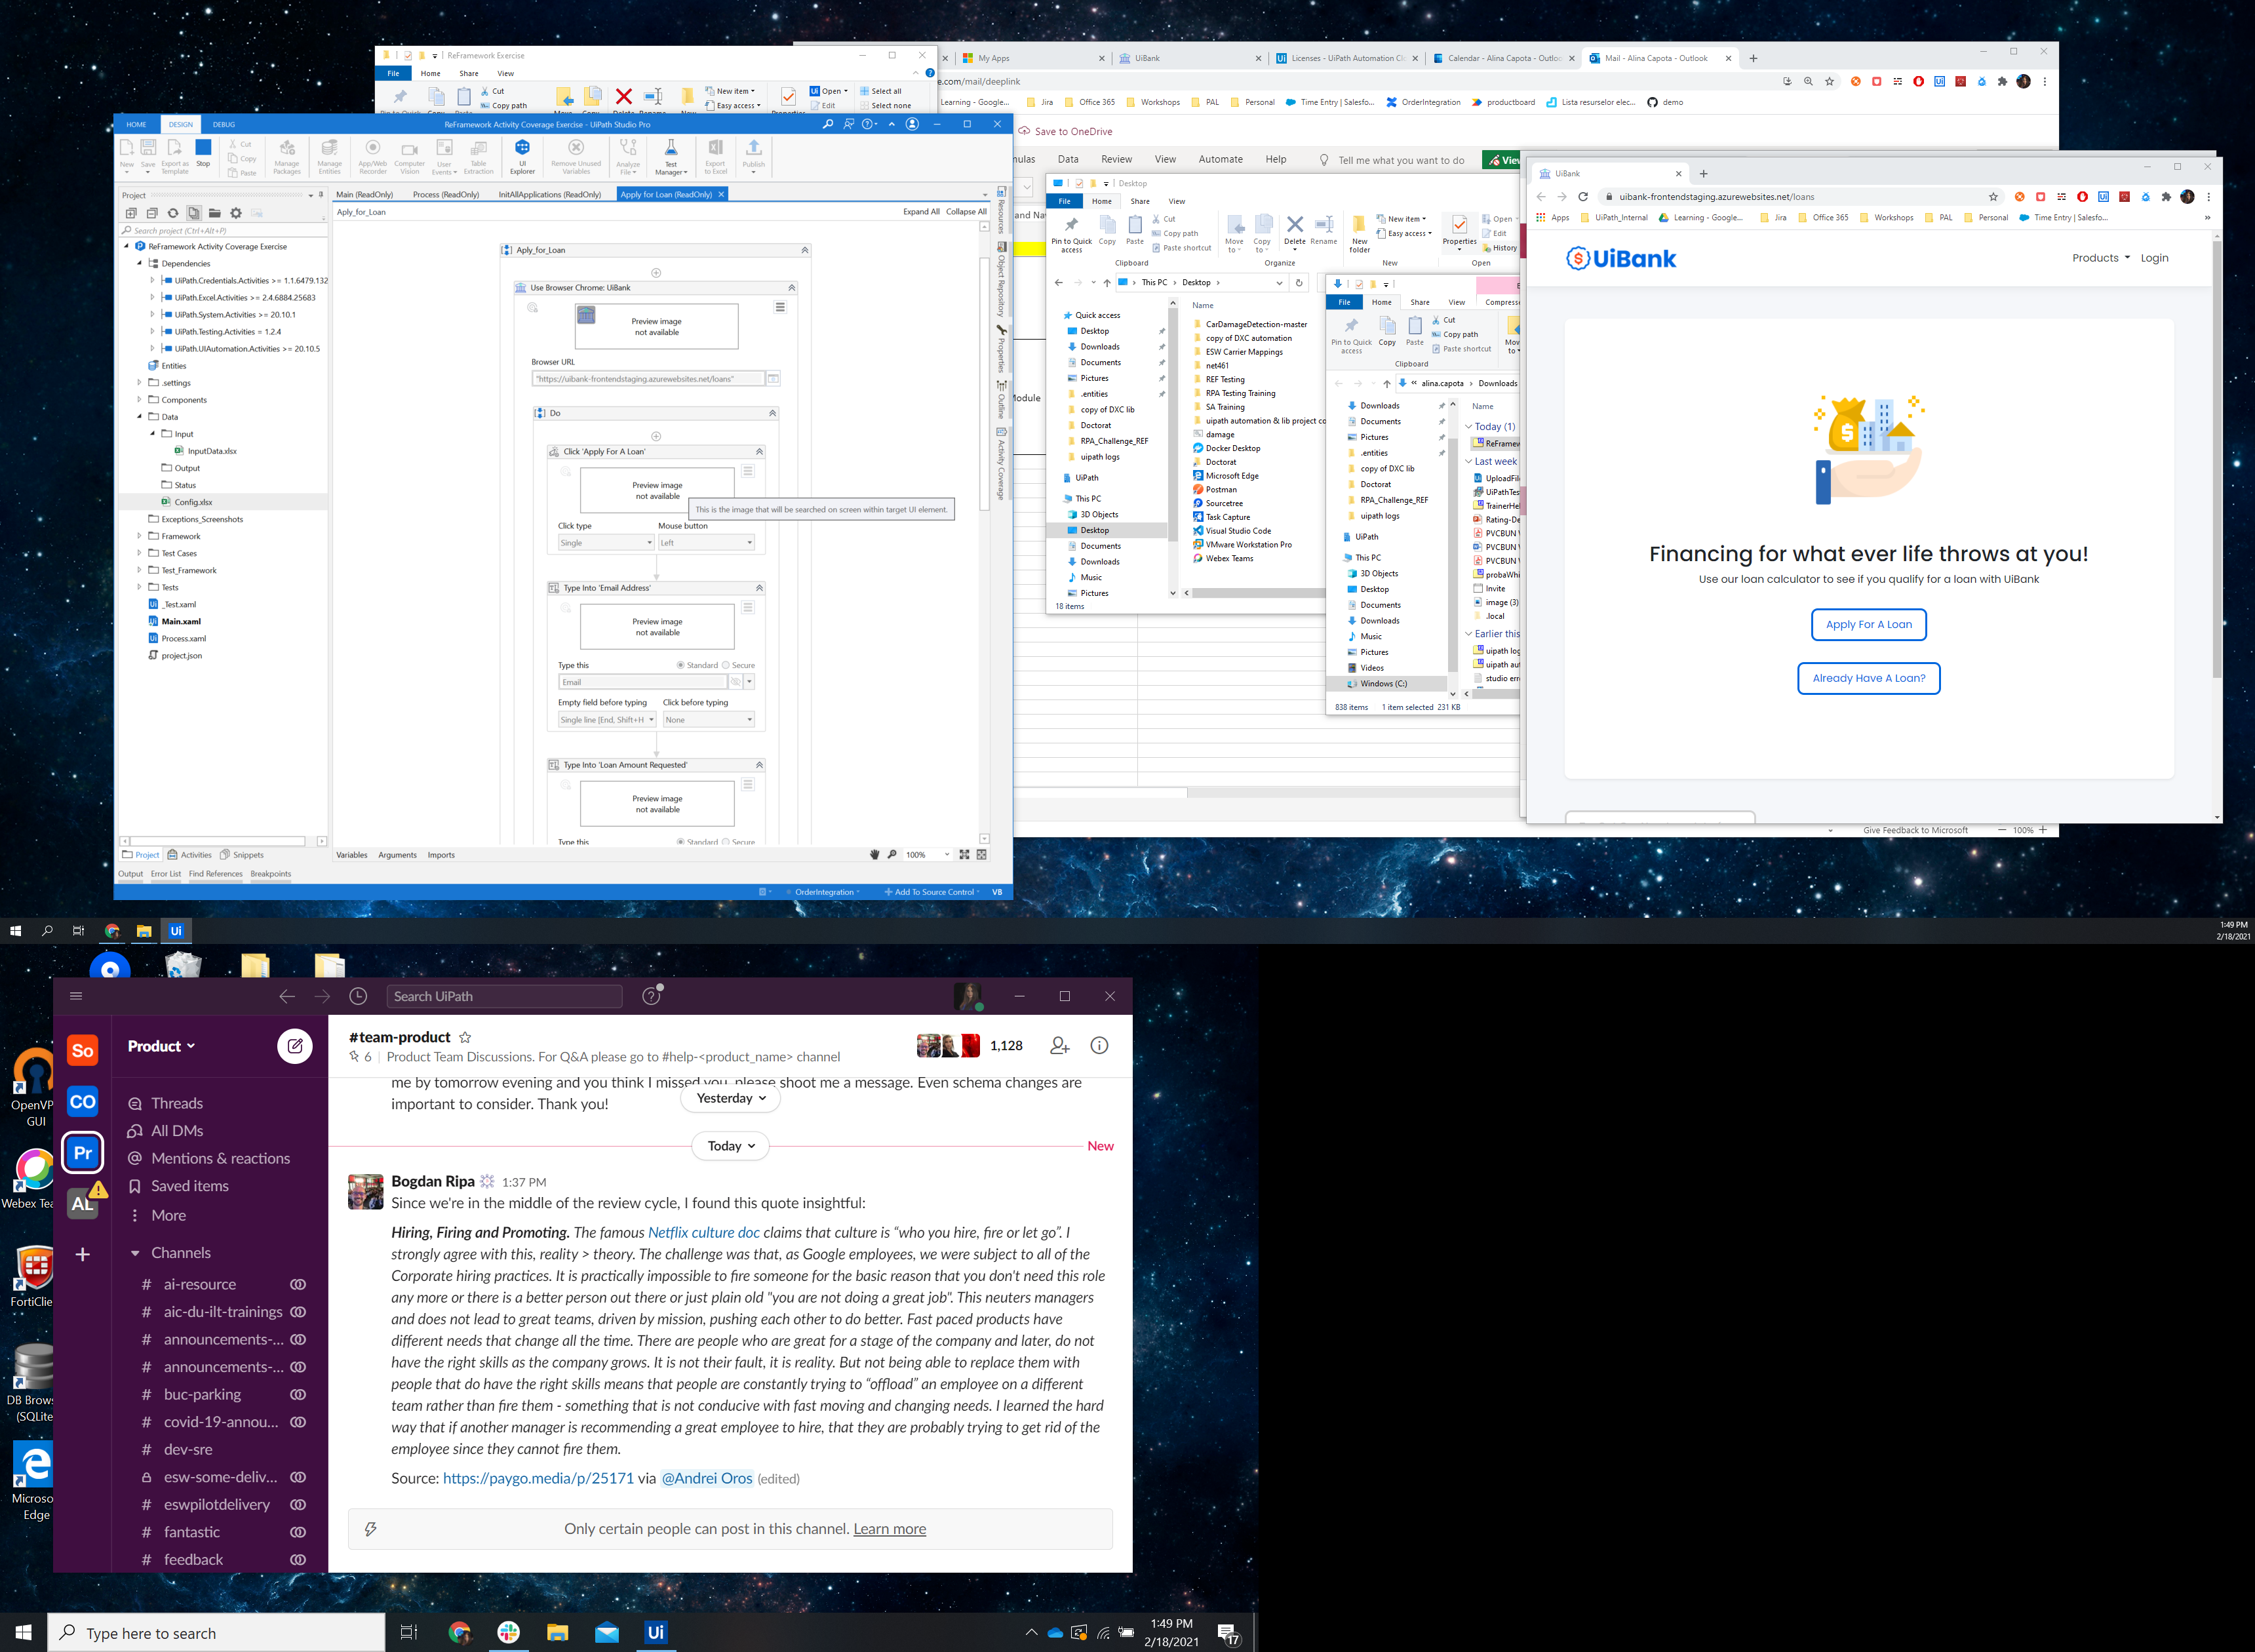 ReFramework Exercise
File Home Share View
Cut
Copy path
New item
Easy access
Open
Edit
Select all
Select none
My Apps
UiBank
Licenses - UiPath Automation Cl
Calendar - Alina Capota - Outloo
Mail - Alina Capota - Outlook
e.com/mail/deeplink
Learning - Google...
Jira
Office 365
Workshops
PAL
Personal
Time Entry | Salesfo...
OrderIntegration
productboard
Lista resurselor elec...
demo
Save to OneDrive
Data Review View Automate Help Tell me what you want to do
HOME DESIGN DEBUG
ReFramework Activity Coverage Exercise - UiPath Studio Pro
New
Save
Export as Template
Stop
Cut
Copy
Paste
Manage Packages
Manage Entities
App/Web Recorder
Computer Vision
User Events
Table Extraction
UI Explorer
Remove Unused Variables
Analyze File
Test Manager
Export to Excel
Publish
Project
Search project (Ctrl+Alt+P)
ReFramework Activity Coverage Exercise
Dependencies
UiPath.Credentials.Activities >= 1.1.6479.132
UiPath.Excel.Activities >= 2.4.6884.25683
UiPath.System.Activities >= 20.10.1
UiPath.Testing.Activities = 1.2.4
UiPath.UIAutomation.Activities >= 20.10.5
Entities
.settings
Components
Data
Input
InputData.xlsx
Output
Status
Config.xlsx
Exceptions_Screenshots
Framework
Test Cases
Test_Framework
Tests
_Test.xaml
Main.xaml
Process.xaml
project.json
Project Activities Snippets
Output Error List Find References Breakpoints
Main (ReadOnly)
Process (ReadOnly)
InitAllApplications (ReadOnly)
Apply for Loan (ReadOnly)
Aply_for_Loan
Expand All Collapse All
Aply_for_Loan
Use Browser Chrome: UiBank
Preview image
not available
Browser URL
"https://uibank-frontendstaging.azurewebsites.net/loans"
Do
Click 'Apply For A Loan'
Preview image
not available
This is the image that will be searched on screen within target UI element.
Click type Mouse button
Single Left
Type Into 'Email Address'
Preview image
not available
Type this Standard Secure
Email
Empty field before typing Click before typing
Single line [End, Shift+H None
Type Into 'Loan Amount Requested'
Preview image
not available
Type this Standard Secure
Variables Arguments Imports
100%
OrderIntegration
Add To Source Control
VB
Resources
Object Repository
Properties
Outline
Activity Coverage
Desktop
File Home Share View
Pin to Quick access
Copy
Paste
Cut
Copy path
Paste shortcut
Clipboard
Move to
Copy to
Delete
Rename
Organize
New folder
New item
Easy access
New
Properties
Open
Edit
History
Open
This PC > Desktop >
Quick access
Desktop
Downloads
Documents
Pictures
.entities
copy of DXC lib
Doctorat
RPA_Challenge_REF
uipath logs
UiPath
This PC
3D Objects
Desktop
Documents
Downloads
Music
Pictures
Name
CarDamageDetection-master
copy of DXC automation
ESW Carrier Mappings
net461
REF Testing
RPA Testing Training
SA Training
uipath automation & lib project co
damage
Docker Desktop
Doctorat
Microsoft Edge
Postman
Sourcetree
Task Capture
Visual Studio Code
VMware Workstation Pro
Webex Teams
18 items
File Home Share View Compress
Pin to Quick access
Copy
Paste
Cut
Copy path
Paste shortcut
Clipboard
alina.capota > Downloads
Downloads
Documents
Pictures
.entities
copy of DXC lib
Doctorat
RPA_Challenge_REF
uipath logs
UiPath
This PC
3D Objects
Desktop
Documents
Downloads
Music
Pictures
Videos
Windows (C:)
Name
Today (1)
ReFramew
Last week
UploadFil
UiPathTes
TrainerHel
Rating-De
PVCBUN
PVCBUN
PVCBUN
probaWhi
Invite
image (3)
.local
Earlier this
uipath log
uipath aut
studio err
838 items 1 item selected 231 KB
UiBank
uibank-frontendstaging.azurewebsites.net/loans
Apps
UiPath_Internal
Learning - Google...
Jira
Office 365
Workshops
PAL
Personal
Time Entry | Salesfo...
UiBank
Products Login
Financing for what ever life throws at you!
Use our loan calculator to see if you qualify for a loan with UiBank
Apply For A Loan
Already Have A Loan?
Give Feedback to Microsoft 100%
1:49 PM
2/18/2021
OpenVP
GUI
Webex Tea
FortiClie
DB Brows
(SQLite
Microso
Edge
Search UiPath
So
CO
Pr
AL
Product
Threads
All DMs
Mentions & reactions
Saved items
More
Channels
# ai-resource
# aic-du-ilt-trainings
# announcements-...
# announcements-...
# buc-parking
# covid-19-annou...
# dev-sre
esw-some-deliv...
# eswpilotdelivery
# fantastic
# feedback
#team-product
6 | Product Team Discussions. For Q&A please go to #help-<product_name> channel
1,128
me by tomorrow evening and you think I missed you, please shoot me a message. Even schema changes are
important to consider. Thank you!
Yesterday
Today
New
Bogdan Ripa 1:37 PM
Since we're in the middle of the review cycle, I found this quote insightful:
Hiring, Firing and Promoting. The famous Netflix culture doc claims that culture is “who you hire, fire or let go”. I
strongly agree with this, reality > theory. The challenge was that, as Google employees, we were subject to all of the
Corporate hiring practices. It is practically impossible to fire someone for the basic reason that you don't need this role
any more or there is a better person out there or just plain old "you are not doing a great job". This neuters managers
and does not lead to great teams, driven by mission, pushing each other to do better. Fast paced products have
different needs that change all the time. There are people who are great for a stage of the company and later, do not
have the right skills as the company grows. It is not their fault, it is reality. But not being able to replace them with
people that do have the right skills means that people are constantly trying to “offload” an employee on a different
team rather than fire them - something that is not conducive with fast moving and changing needs. I learned the hard
way that if another manager is recommending a great employee to hire, that they are probably trying to get rid of the
employee since they cannot fire them.
Source: https://paygo.media/p/25171 via @Andrei Oros (edited)
Only certain people can post in this channel. Learn more
Type here to search
1:49 PM
2/18/2021
17